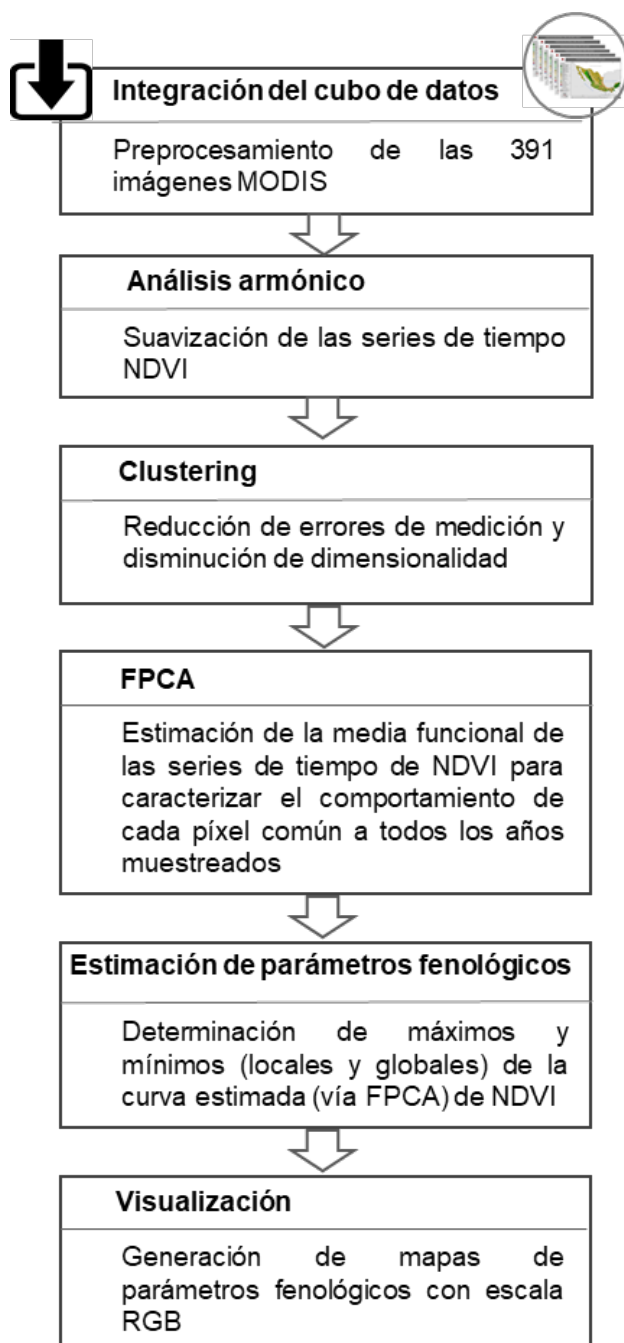 Integración del cubo de datos
Preprocesamiento de las 391
imágenes MODIS
Análisis armónico
Suavización de las series de tiempo
NDVI
Clustering
Reducción de errores de medición y
disminución de dimensionalidad
FPCA
Estimación de la media funcional de
las series de tiempo de NDVI para
caracterizar el comportamiento de
cada píxel común a todos los años
muestreados
Estimación de parámetros fenológicos
Determinación de máximos y
mínimos (locales y globales) de la
curva estimada (vía FPCA) de NDVI
Visualización
Generación de mapas de
parámetros fenológicos con escala
RGB